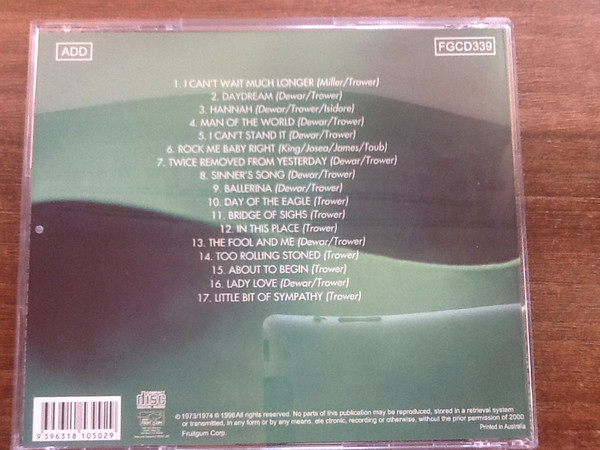 ADD
FGCD339
1. I CAN'T WAIT MUCH LONGER (Miller/Trower)
2. DAYDREAM (Dewar/Trower)
3. HANNAH (Dewar/Trower/Isidore)
4. MAN OF THE WORLD (Dewar/Trower)
5. I CAN'T STAND IT (Dewar/Trower)
6. ROCK ME BABY RIGHT (King/Josea/James/Taub)
7. TWICE REMOVED FROM YESTERDAY (Dewar/Trower)
8. SINNER'S SONG (Dewar/Trower)
9. BALLERINA (Dewar/Trower)
10. DAY OF THE EAGLE (Trower)
11. BRIDGE OF SIGHS (Trower)
12. IN THIS PLACE (Trower)
13. THE FOOL AND ME (Dewar/Trower)
14. TOO ROLLING STONED (Trower)
15. ABOUT TO BEGIN (Trower)
16. LADY LOVE (Dewar/Trower)
17. LITTLE BIT OF SYMPATHY (Trower)
disc
9 396318 105029
℗ 1973/1974 © 1996 All rights reserved. No parts of this publication may be reproduced, stored in a retrieval system
or transmitted, in any form or by any means. ele ctronic, recording or otherwise, without the prior permission of 2000
Fruitgum Corp.
Printed in Australia